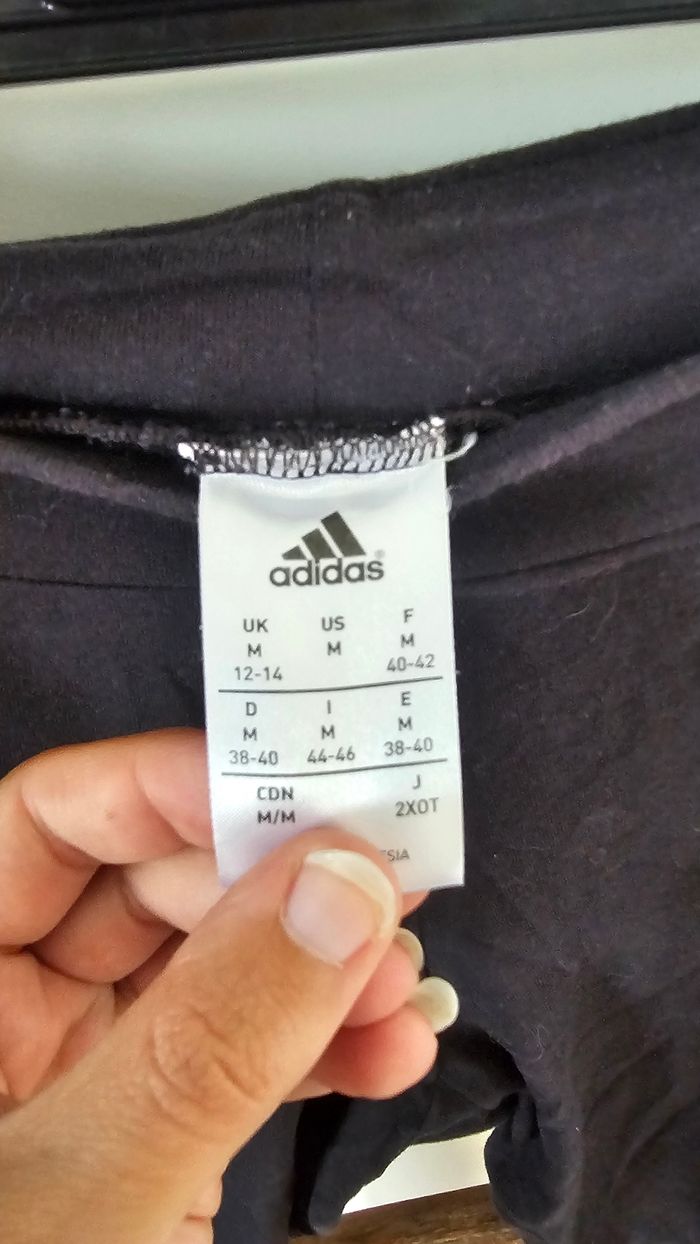 adidas®
UK US F
M M M
12-14 40-42
D I E
M M M
38-40 44-46 38-40
CDN J
M/M 2XOT